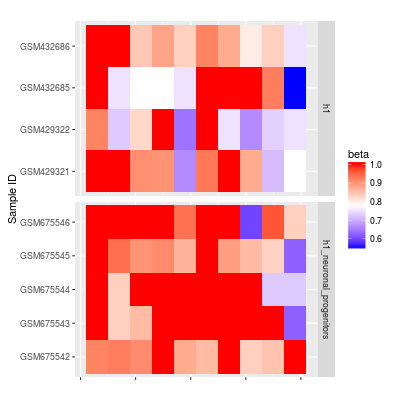 GSM432686
GSM432685
GSM429322
GSM429321
h1
GSM675546
GSM675545
GSM675544
GSM675543
GSM675542
h1_neuronal_progenitors
Sample ID
beta
1.0
0.9
0.8
0.7
0.6